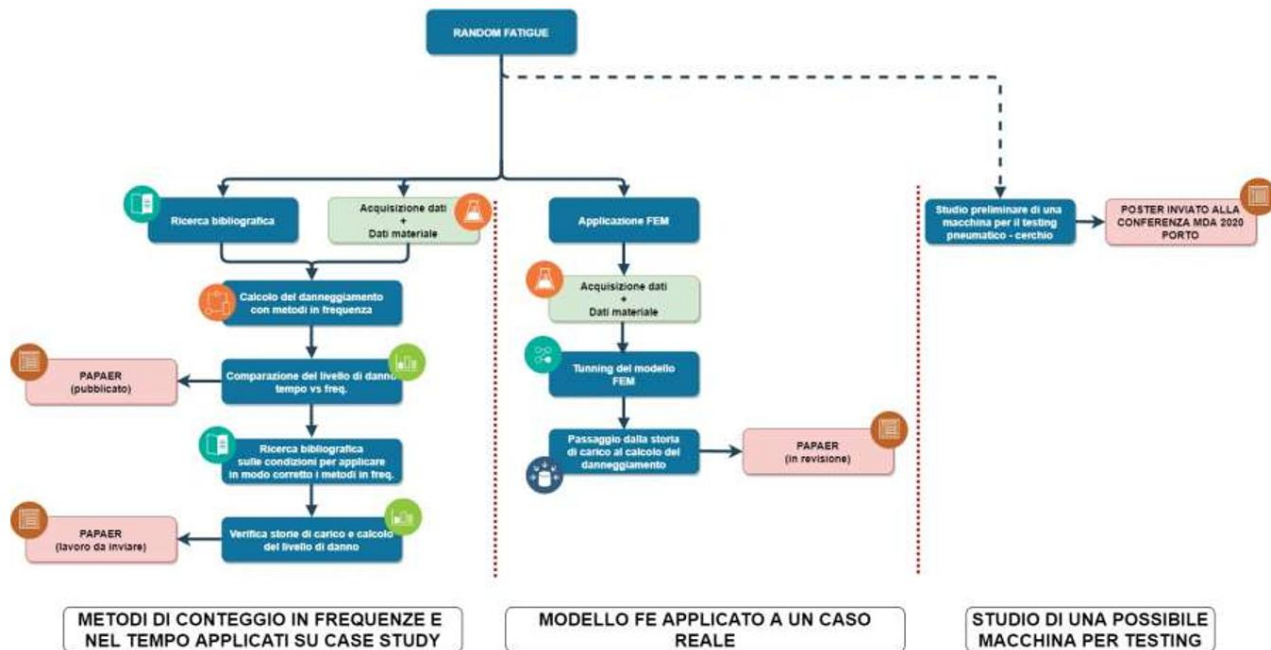 RANDOM FATIGUE
Ricerca bibliografica
Acquisizione dati
+
Dati materiale
Calcolo del danneggiamento
con metodi in frequenza
PAPAER
(pubblicato)
Comparazione del livello di danno
tempo vs freq.
Ricerca bibliografica
sulle condizioni per applicare
in modo corretto i metodi in freq.
PAPAER
(lavoro da inviare)
Verifica storie di carico e calcolo
del livello di danno
Applicazione FEM
Acquisizione dati
+
Dati materiale
Tunning del modello
FEM
Passaggio dalla storia
di carico al calcolo del
danneggiamento
PAPAER
(in revisione)
Studio preliminare di una
macchina per il testing
pneumatico - cerchio
POSTER INVIATO ALLA
CONFERENZA MDA 2020
PORTO
METODI DI CONTEGGIO IN FREQUENZE E
NEL TEMPO APPLICATI SU CASE STUDY
MODELLO FE APPLICATO A UN CASO
REALE
STUDIO DI UNA POSSIBILE
MACCHINA PER TESTING